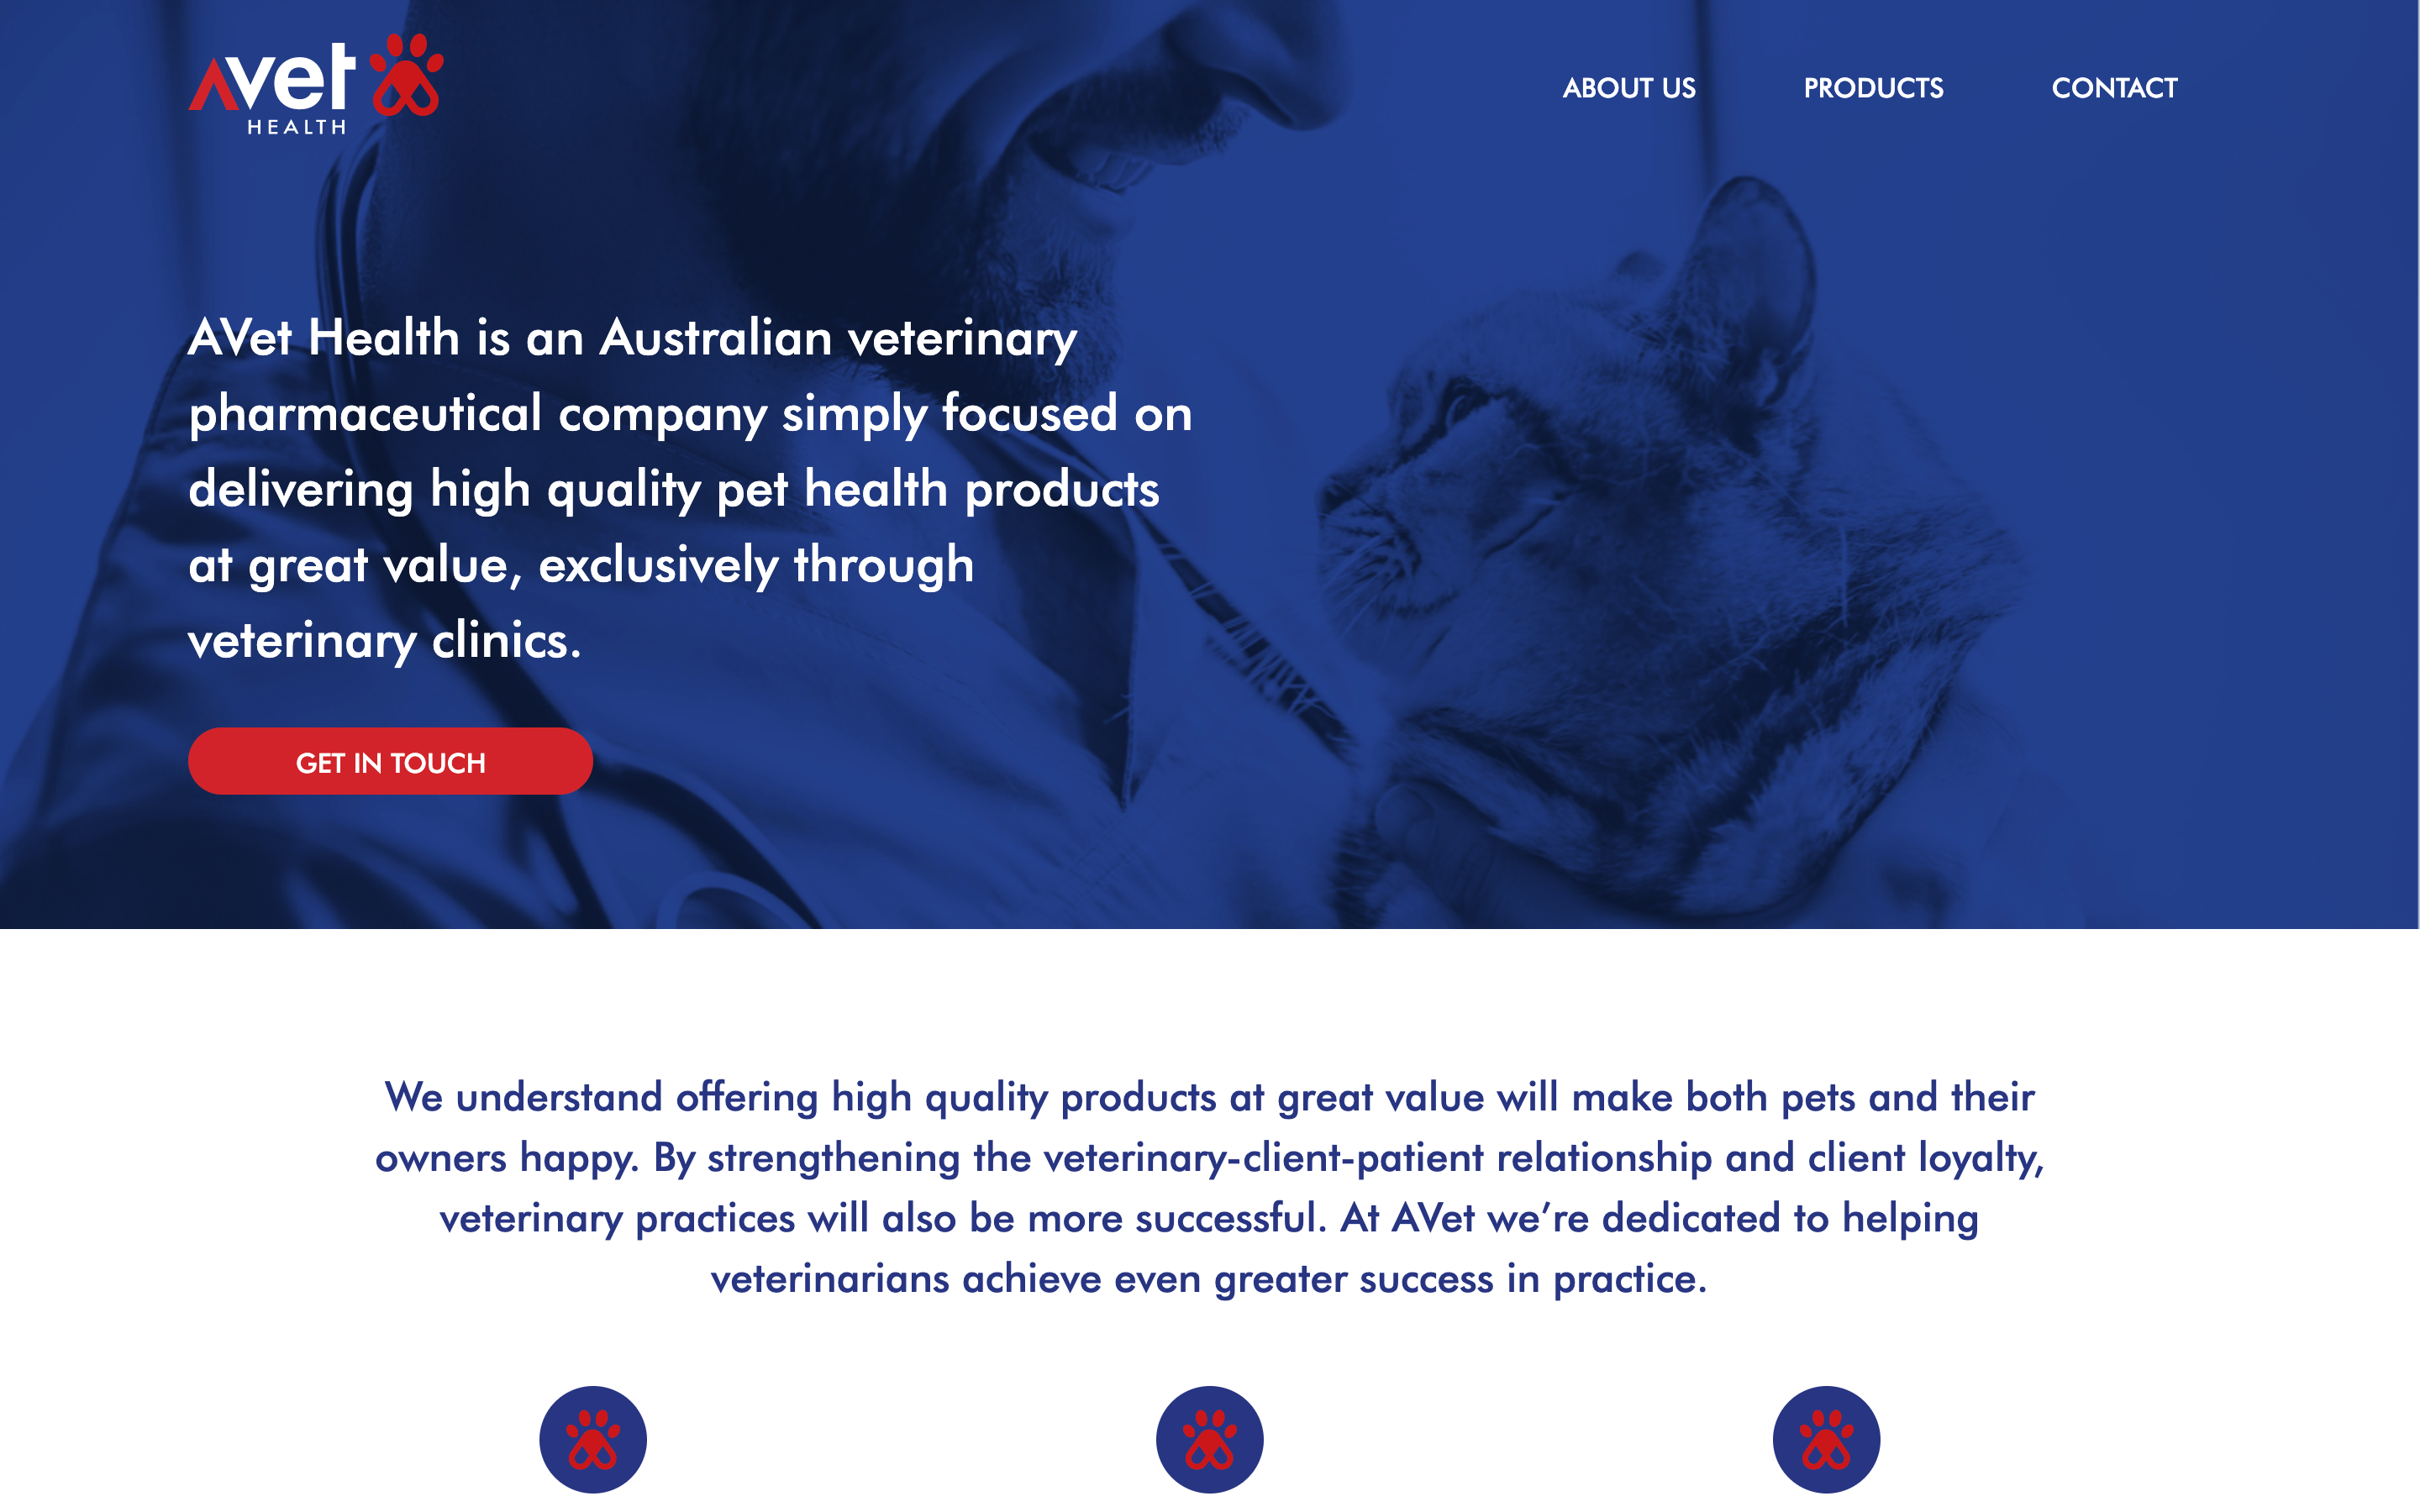 AVet
HEALTH
ABOUT US
PRODUCTS
CONTACT
AVet Health is an Australian veterinary
pharmaceutical company simply focused on
delivering high quality pet health products
at great value, exclusively through
veterinary clinics.
GET IN TOUCH
We understand offering high quality products at great value will make both pets and their
owners happy. By strengthening the veterinary-client-patient relationship and client loyalty,
veterinary practices will also be more successful. At AVet we’re dedicated to helping
veterinarians achieve even greater success in practice.